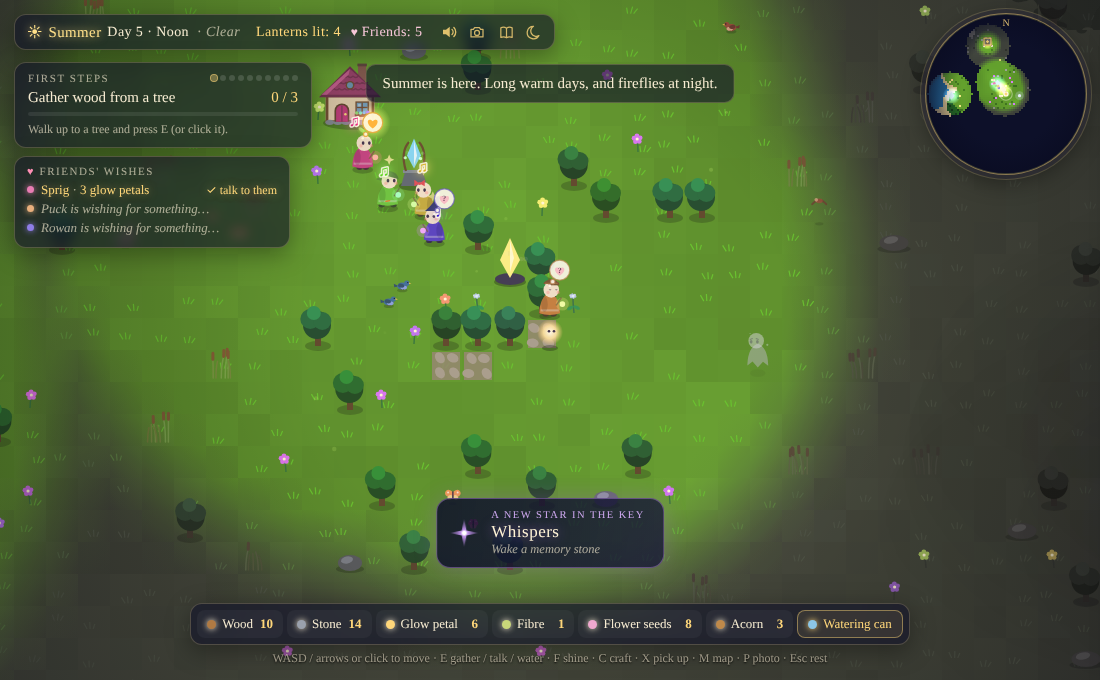 Summer Day 5 · Noon · Clear Lanterns lit: 4 ♥ Friends: 5
N
FIRST STEPS
Gather wood from a tree 0 / 3
Walk up to a tree and press E (or click it).
Summer is here. Long warm days, and fireflies at night.
♥ FRIENDS' WISHES
Sprig · 3 glow petals ✓ talk to them
Puck is wishing for something…
Rowan is wishing for something…
A NEW STAR IN THE KEY
Whispers
Wake a memory stone
Wood 10 Stone 14 Glow petal 6 Fibre 1 Flower seeds 8 Acorn 3 Watering can
WASD / arrows or click to move · E gather / talk / water · F shine · C craft · X pick up · M map · P photo · Esc rest